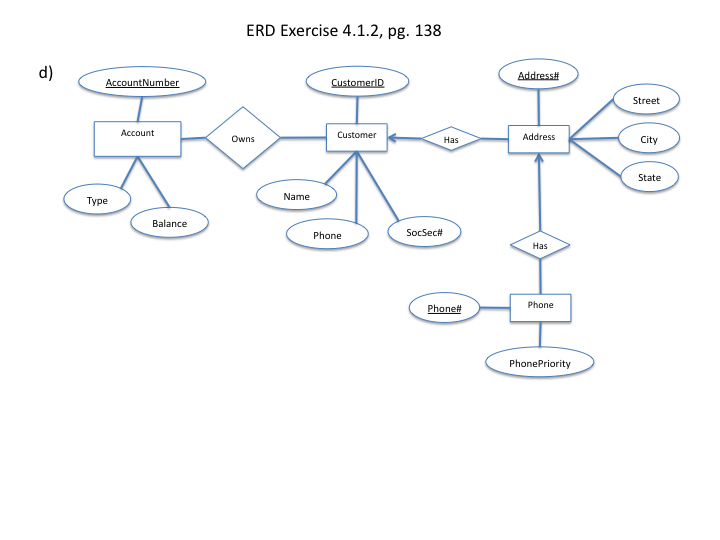 ERD Exercise 4.1.2, pg. 138
d)
AccountNumber
CustomerID
Address#
Street
Account
Owns
Customer
Has
Address
City
State
Type
Balance
Name
Phone
SocSec#
Has
Phone#
Phone
PhonePriority